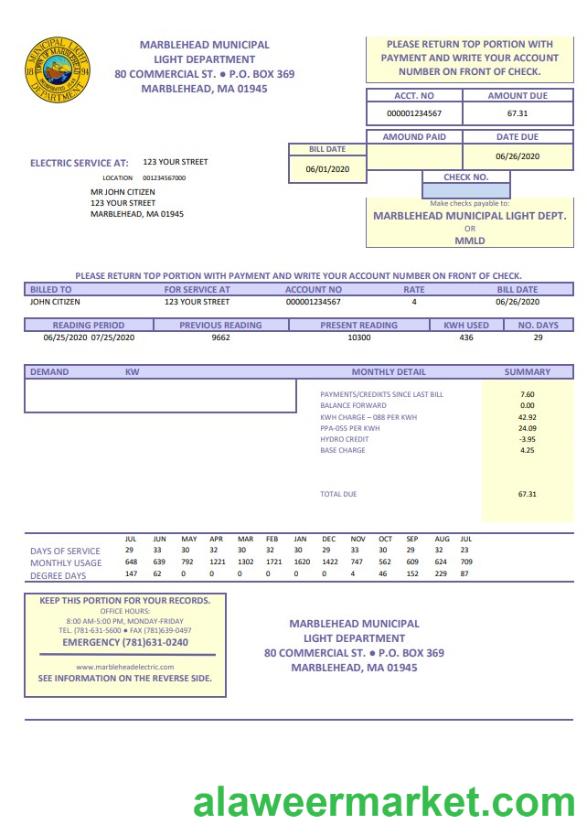 MUNICIPAL LIGHT
TOWN OF MARBLEHEAD
18 94
DEPARTMENT
MARBLEHEAD MUNICIPAL
LIGHT DEPARTMENT
80 COMMERCIAL ST. ● P.O. BOX 369
MARBLEHEAD, MA 01945
PLEASE RETURN TOP PORTION WITH
PAYMENT AND WRITE YOUR ACCOUNT
NUMBER ON FRONT OF CHECK.
ACCT. NO AMOUNT DUE
000001234567 67.31
AMOUND PAID DATE DUE
06/26/2020
BILL DATE
06/01/2020
CHECK NO.
ELECTRIC SERVICE AT: 123 YOUR STREET
LOCATION 001234567000
MR JOHN CITIZEN
123 YOUR STREET
MARBLEHEAD, MA 01945
Make checks payable to:
MARBLEHEAD MUNICIPAL LIGHT DEPT.
OR
MMLD
PLEASE RETURN TOP PORTION WITH PAYMENT AND WRITE YOUR ACCOUNT NUMBER ON FRONT OF CHECK.
BILLED TO FOR SERVICE AT ACCOUNT NO RATE BILL DATE
JOHN CITIZEN 123 YOUR STREET 000001234567 4 06/26/2020
READING PERIOD PREVIOUS READING PRESENT READING KWH USED NO. DAYS
06/25/2020 07/25/2020 9662 10300 436 29
DEMAND KW MONTHLY DETAIL SUMMARY
PAYMENTS/CREDIKTS SINCE LAST BILL 7.60
BALANCE FORWARD 0.00
KWH CHARGE – 088 PER KWH 42.92
PPA-055 PER KWH 24.09
HYDRO CREDIT -3.95
BASE CHARGE 4.25
TOTAL DUE 67.31
JUL JUN MAY APR MAR FEB JAN DEC NOV OCT SEP AUG JUL
DAYS OF SERVICE 29 33 30 32 30 32 30 29 33 30 29 32 23
MONTHLY USAGE 648 639 792 1221 1302 1721 1620 1422 747 562 609 624 709
DEGREE DAYS 147 62 0 0 0 0 0 0 4 46 152 229 87
KEEP THIS PORTION FOR YOUR RECORDS.
OFFICE HOURS:
8:00 AM-5:00 PM, MONDAY-FRIDAY
TEL. (781-631-5600 ● FAX (781)639-0497
EMERGENCY (781)631-0240
www.marbleheadelectric.com
SEE INFORMATION ON THE REVERSE SIDE.
MARBLEHEAD MUNICIPAL
LIGHT DEPARTMENT
80 COMMERCIAL ST. ● P.O. BOX 369
MARBLEHEAD, MA 01945
alaweermarket.com